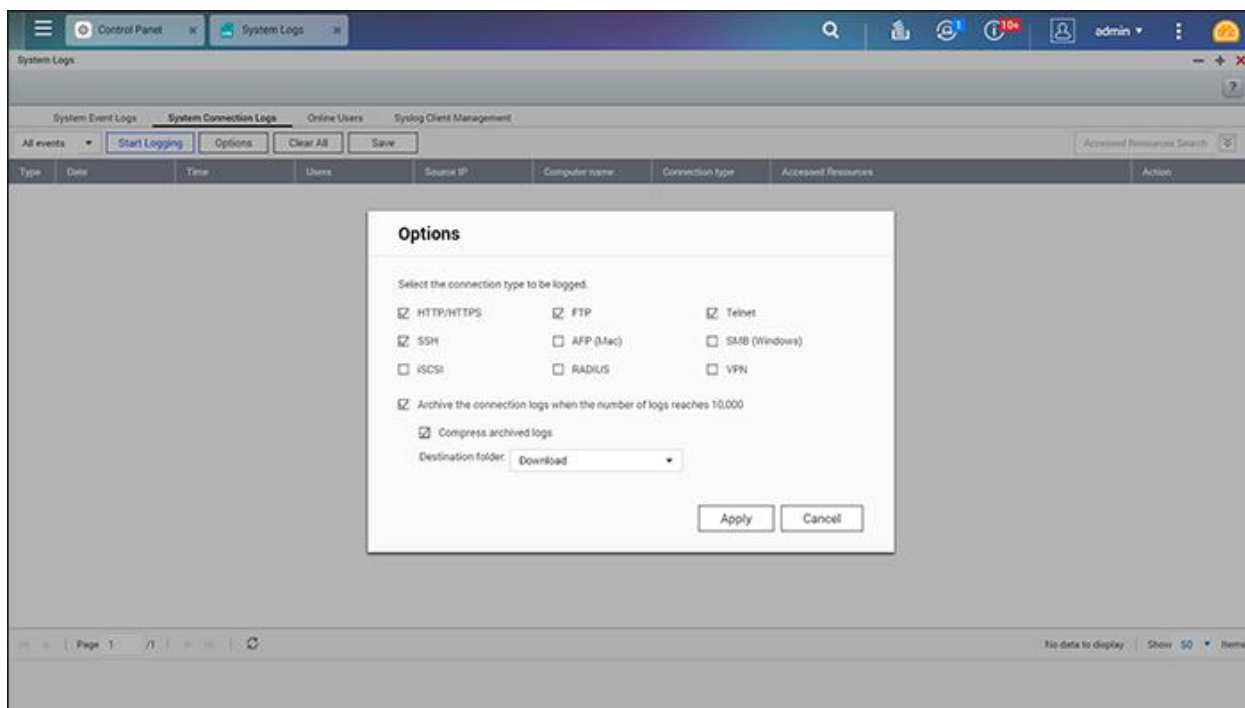 Control Panel × System Logs × 1 10+ admin
System Logs
?
System Event Logs System Connection Logs Online Users Syslog Client Management
All events Start Logging Options Clear All Save Accessed Resources Search
Type Date Time Users Source IP Computer name Connection type Accessed Resources Action
Options
Select the connection type to be logged.
HTTP/HTTPS FTP Telnet
SSH AFP (Mac) SMB (Windows)
iSCSI RADIUS VPN
Archive the connection logs when the number of logs reaches 10,000
Compress archived logs
Destination folder: Download
Apply Cancel
Page 1 /1 No data to display Show 50 Items